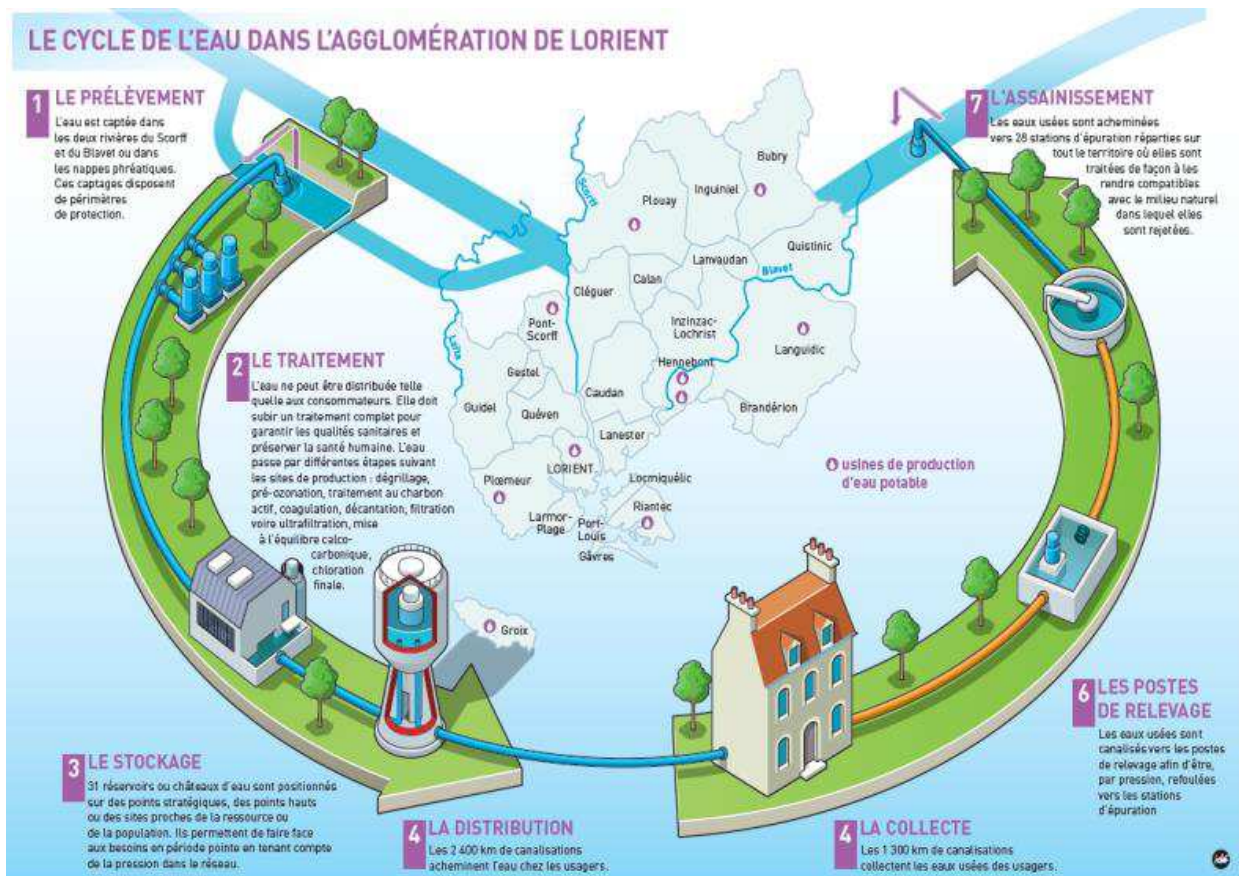 LE CYCLE DE L'EAU DANS L'AGGLOMÉRATION DE LORIENT
1 LE PRÉLÈVEMENT
L'eau est captée dans
les deux rivières du Scorff
et du Blavet ou dans
les nappes phréatiques.
Ces captages disposent
de périmètres
de protection.
2 LE TRAITEMENT
L'eau ne peut être distribuée telle
quelle aux consommateurs. Elle doit
subir un traitement complet pour
garantir les qualités sanitaires et
préserver la santé humaine. L'eau
passe par différentes étapes suivant
les sites de production : dégrillage,
pré-ozonation, traitement au charbon
actif, coagulation, décantation, filtration
voire ultrafiltration, mise
à l'équilibre calco-
carbonique,
chloration
finale.
3 LE STOCKAGE
31 réservoirs ou châteaux d'eau sont positionnés
sur des points stratégiques, des points hauts
ou des sites proches de la ressource ou
de la population. Ils permettent de faire face
aux besoins en période pointe en tenant compte
de la pression dans le réseau.
4 LA DISTRIBUTION
Les 2 400 km de canalisations
acheminent l'eau chez les usagers.
4 LA COLLECTE
Les 1 300 km de canalisations
collectent les eaux usées des usagers.
6 LES POSTES
DE RELEVAGE
Les eaux usées sont
canalisés vers les postes
de relevage afin d'être,
par pression, refoulées
vers les stations
d'épuration
7 L'ASSAINISSEMENT
Les eaux usées sont acheminées
vers 28 stations d'épuration réparties sur
tout le territoire où elles sont
traitées de façon à les
rendre compatibles
avec le milieu naturel
dans lequel elles
sont rejetées.
Scorff
Bubry
Inguiniel
Plouay
Quistinic
Lanvaudan
Blavet
Calan
Cléguer
Inzinzac-
Lochrist
Pont-
Scorff
Laïta
Languidic
Hennebont
Gestel
Caudan
Guidel
Quéven
Brandérion
Lanester
LORIENT
Locmiquélic
Plœmeur
Riantec
Larmor-
Plage
Port-
Louis
Gâvres
Groix
usines de production
d'eau potable